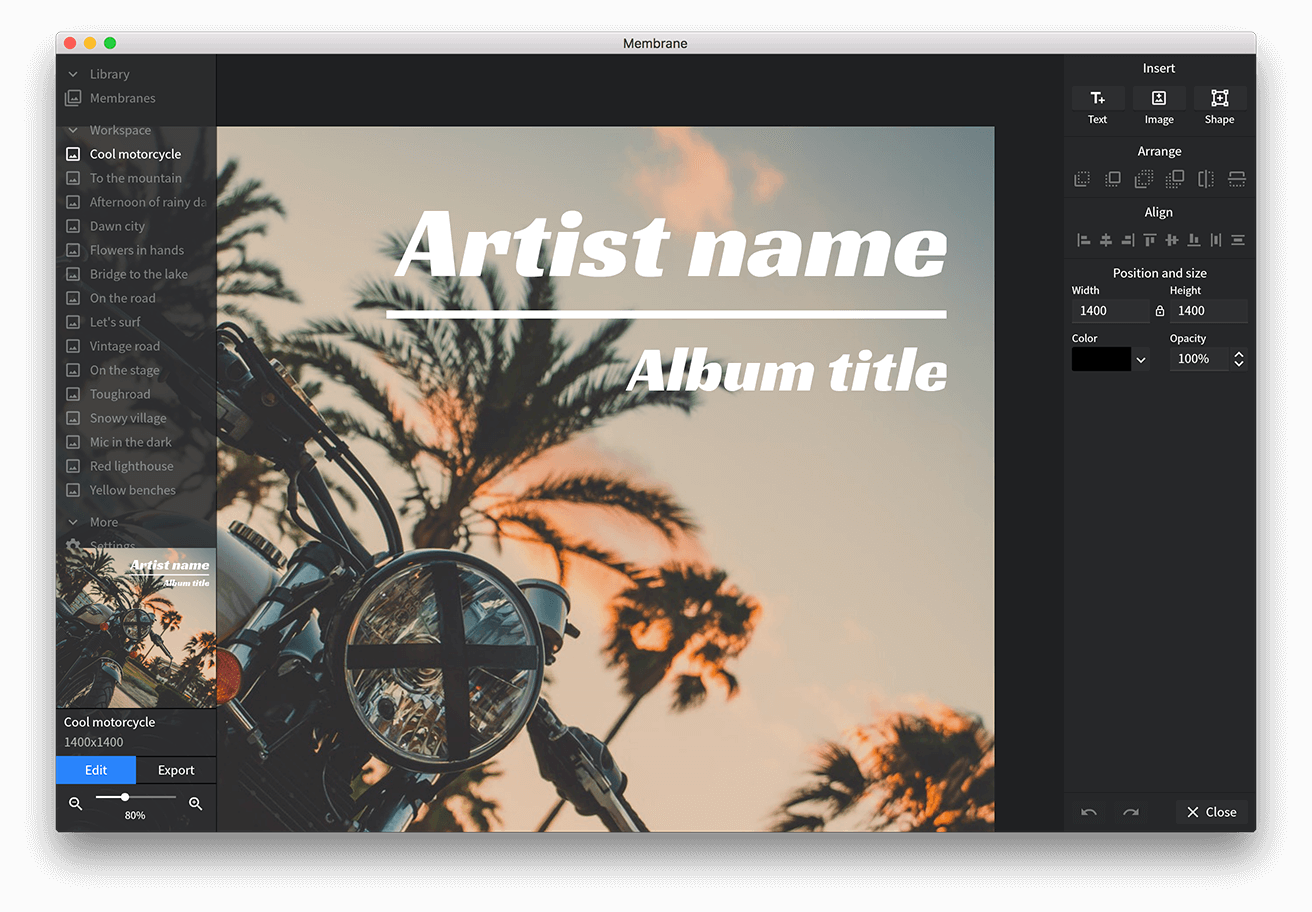 Membrane
Library
Membranes
Workspace
Cool motorcycle
To the mountain
Afternoon of rainy da
Dawn city
Flowers in hands
Bridge to the lake
On the road
Let's surf
Vintage road
On the stage
Toughroad
Snowy village
Mic in the dark
Red lighthouse
Yellow benches
More
Settings
Artist name
Album title
Cool motorcycle
1400x1400
Edit Export
80%
Artist name
Album title
Insert
Text Image Shape
Arrange
Align
Position and size
Width Height
1400 1400
Color Opacity
100%
Close